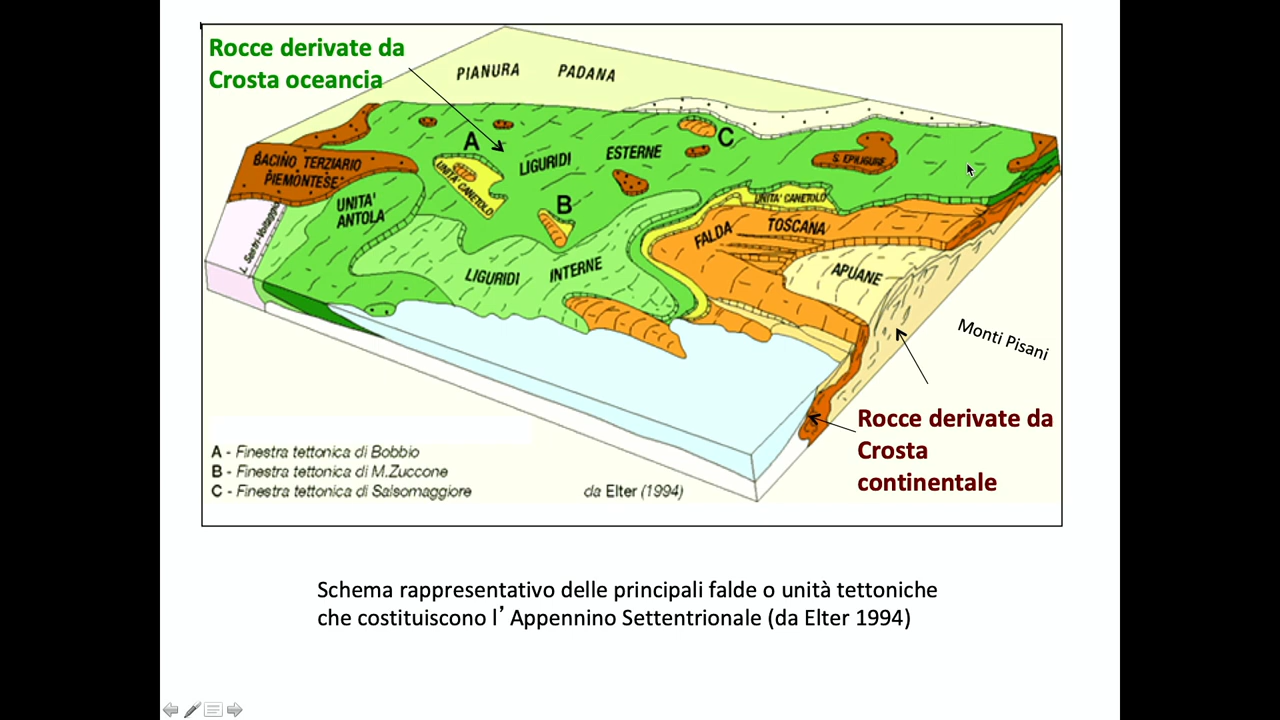 Rocce derivate da
Crosta oceancia
PIANURA PADANA
A
C
LIGURIDI ESTERNE
BACINO TERZIARIO
PIEMONTESE
S. EPILIGURE
UNITA' CANETOLO
UNITA'
ANTOLA
B
UNITA' CANETOLO
FALDA TOSCANA
LIGURIDI INTERNE
APUANE
Monti Pisani
Rocce derivate da
Crosta
continentale
A - Finestra tettonica di Bobbio
B - Finestra tettonica di M.Zuccone
C - Finestra tettonica di Salsomaggiore
da Elter (1994)
Schema rappresentativo delle principali falde o unità tettoniche
che costituiscono l’ Appennino Settentrionale (da Elter 1994)